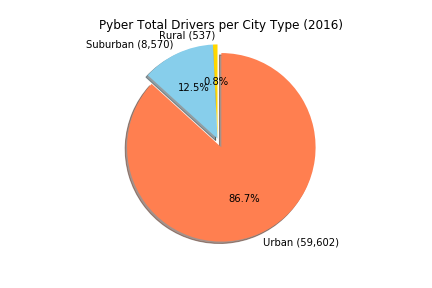 Pyber Total Drivers per City Type (2016)
Rural (537)
Suburban (8,570)
0.8%
12.5%
86.7%
Urban (59,602)